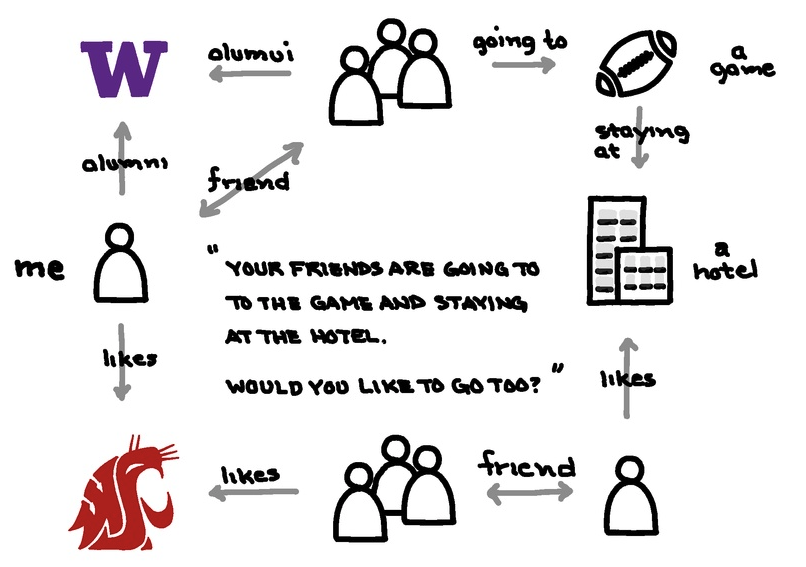 W
alumni
going to
a
game
staying
at
alumni
friend
me
a
hotel
"YOUR FRIENDS ARE GOING TO
TO THE GAME AND STAYING
AT THE HOTEL.
WOULD YOU LIKE TO GO TOO?"
likes
likes
likes
friend